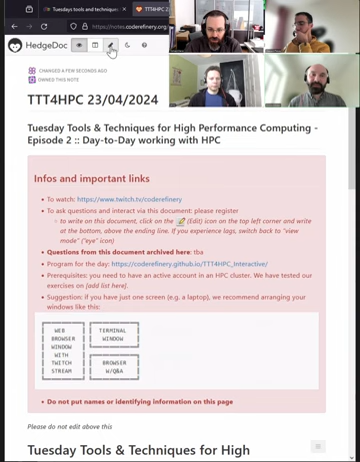 Tuesdays tools and technique
TTT4HPC 2
https://notes.coderefinery.org
HedgeDoc
CHANGED A FEW SECONDS AGO
OWNED THIS NOTE
TTT4HPC 23/04/2024
Tuesday Tools & Techniques for High Performance Computing -
Episode 2 :: Day-to-Day working with HPC
Infos and important links
• To watch: https://www.twitch.tv/coderefinery
• To ask questions and interact via this document: please register
◦ to write on this document, click on the (Edit) icon on the top left corner and
write at the bottom, above the ending line. If you experience lags, switch back to "view
mode" ("eye" icon)
• Questions from this document archived here: tba
• Program for the day: https://coderefinery.github.io/TTT4HPC_Interactive/
• Prerequisites: you need to have an active account in an HPC cluster. We have tested our
exercises on [add list here].
• Suggestion: if you have just one screen (e.g. a laptop), we recommend arranging your
windows like this:
WEB
BROWSER
WINDOW
WITH
TWITCH
STREAM
TERMINAL
WINDOW
BROWSER
W/Q&A
• Do not put names or identifying information on this page
Please do not edit above this
Tuesday Tools & Techniques for High